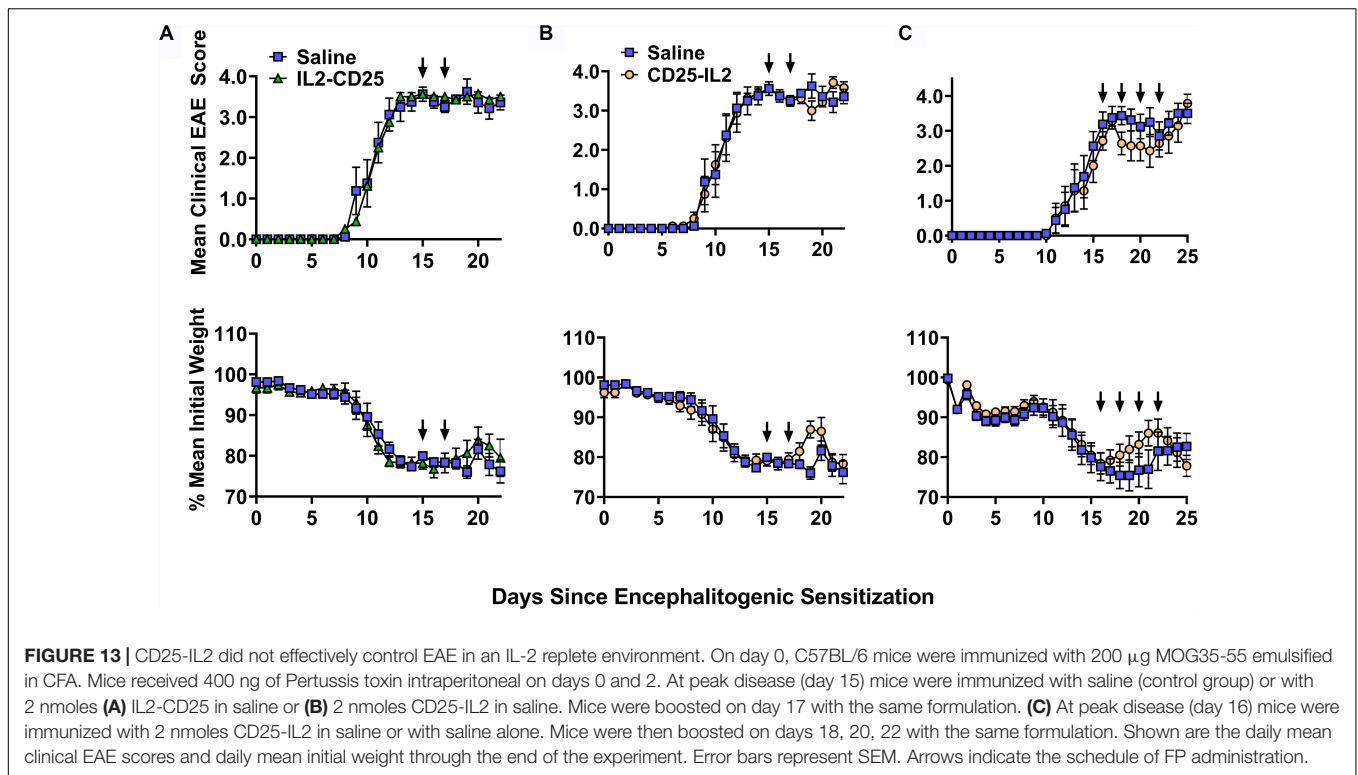 A
Saline
IL2-CD25
Mean Clinical EAE Score
4.0
3.0
2.0
1.0
0.0
0 5 10 15 20
B
Saline
CD25-IL2
4.0
3.0
2.0
1.0
0.0
0 5 10 15 20
C
4.0
3.0
2.0
1.0
0.0
0 5 10 15 20 25
% Mean Initial Weight
110
100
90
80
70
0 5 10 15 20
110
100
90
80
70
0 5 10 15 20
110
100
90
80
70
0 5 10 15 20 25
Days Since Encephalitogenic Sensitization
FIGURE 13 | CD25-IL2 did not effectively control EAE in an IL-2 replete environment. On day 0, C57BL/6 mice were immunized with 200 μg MOG35-55 emulsified
in CFA. Mice received 400 ng of Pertussis toxin intraperitoneal on days 0 and 2. At peak disease (day 15) mice were immunized with saline (control group) or with
2 nmoles (A) IL2-CD25 in saline or (B) 2 nmoles CD25-IL2 in saline. Mice were boosted on day 17 with the same formulation. (C) At peak disease (day 16) mice were
immunized with 2 nmoles CD25-IL2 in saline or with saline alone. Mice were then boosted on days 18, 20, 22 with the same formulation. Shown are the daily mean
clinical EAE scores and daily mean initial weight through the end of the experiment. Error bars represent SEM. Arrows indicate the schedule of FP administration.